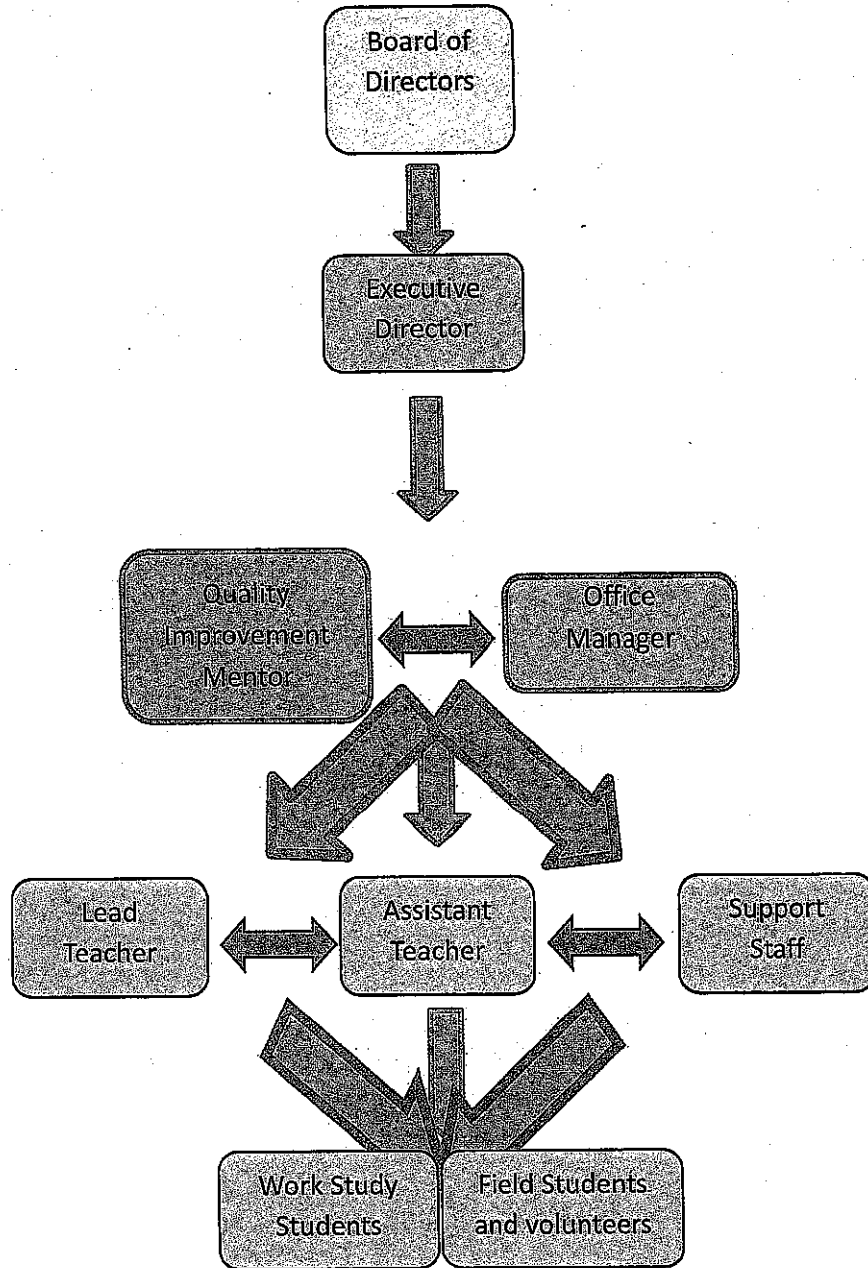 Board of
Directors
Executive
Director
Quality
Improvement
Mentor
Office
Manager
Lead
Teacher
Assistant
Teacher
Support
Staff
Work Study
Students
Field Students
and volunteers